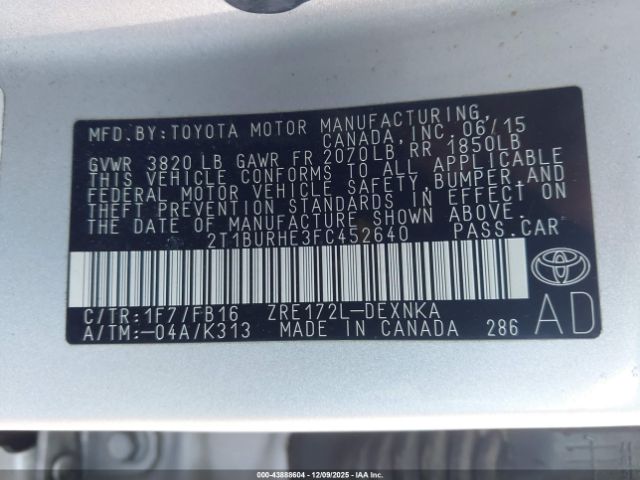 MFD. BY: TOYOTA MOTOR MANUFACTURING,
CANADA, INC. 06/15
GVWR 3820 LB GAWR FR 2070LB, RR 1850LB
THIS VEHICLE CONFORMS TO ALL APPLICABLE
FEDERAL MOTOR VEHICLE SAFETY, BUMPER, AND
THEFT PREVENTION STANDARDS IN EFFECT ON
THE DATE OF MANUFACTURE SHOWN ABOVE.
2T1BURHE3FC452640 PASS. CAR
C/TR: 1F7/FB16 ZRE172L-DEXNKA
A/TM: -04A/K313 MADE IN CANADA 286
AD
000-43888604 | 12/09/2025 | IAA Inc.